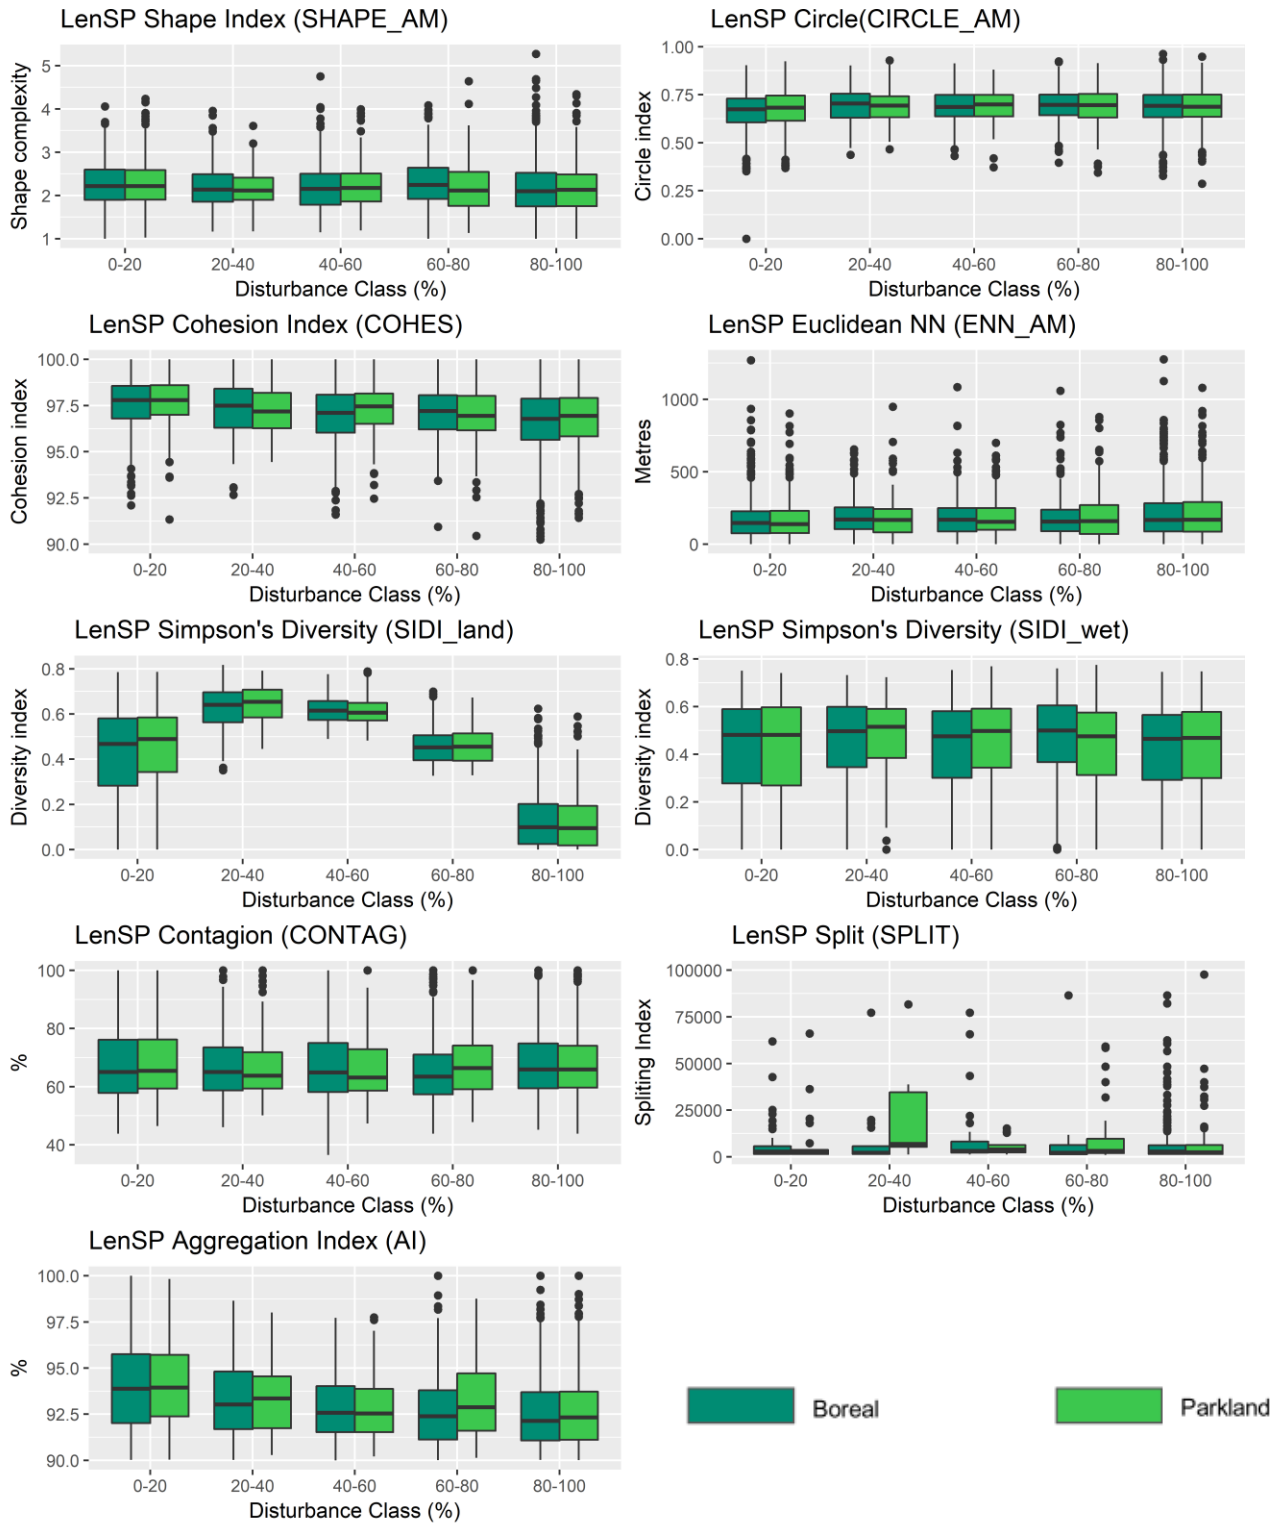 LenSP Shape Index (SHAPE_AM)
Shape complexity
5
4
3
2
1
0-20 20-40 40-60 60-80 80-100
Disturbance Class (%)
LenSP Circle(CIRCLE_AM)
Circle index
1.00
0.75
0.50
0.25
0.00
0-20 20-40 40-60 60-80 80-100
Disturbance Class (%)
LenSP Cohesion Index (COHES)
Cohesion index
100.0
97.5
95.0
92.5
90.0
0-20 20-40 40-60 60-80 80-100
Disturbance Class (%)
LenSP Euclidean NN (ENN_AM)
Metres
1000
500
0
0-20 20-40 40-60 60-80 80-100
Disturbance Class (%)
LenSP Simpson's Diversity (SIDI_land)
Diversity index
0.8
0.6
0.4
0.2
0.0
0-20 20-40 40-60 60-80 80-100
Disturbance Class (%)
LenSP Simpson's Diversity (SIDI_wet)
Diversity index
0.8
0.6
0.4
0.2
0.0
0-20 20-40 40-60 60-80 80-100
Disturbance Class (%)
LenSP Contagion (CONTAG)
%
100
80
60
40
0-20 20-40 40-60 60-80 80-100
Disturbance Class (%)
LenSP Split (SPLIT)
Spliting Index
100000
75000
50000
25000
0
0-20 20-40 40-60 60-80 80-100
Disturbance Class (%)
LenSP Aggregation Index (AI)
%
100.0
97.5
95.0
92.5
90.0
0-20 20-40 40-60 60-80 80-100
Disturbance Class (%)
Boreal
Parkland